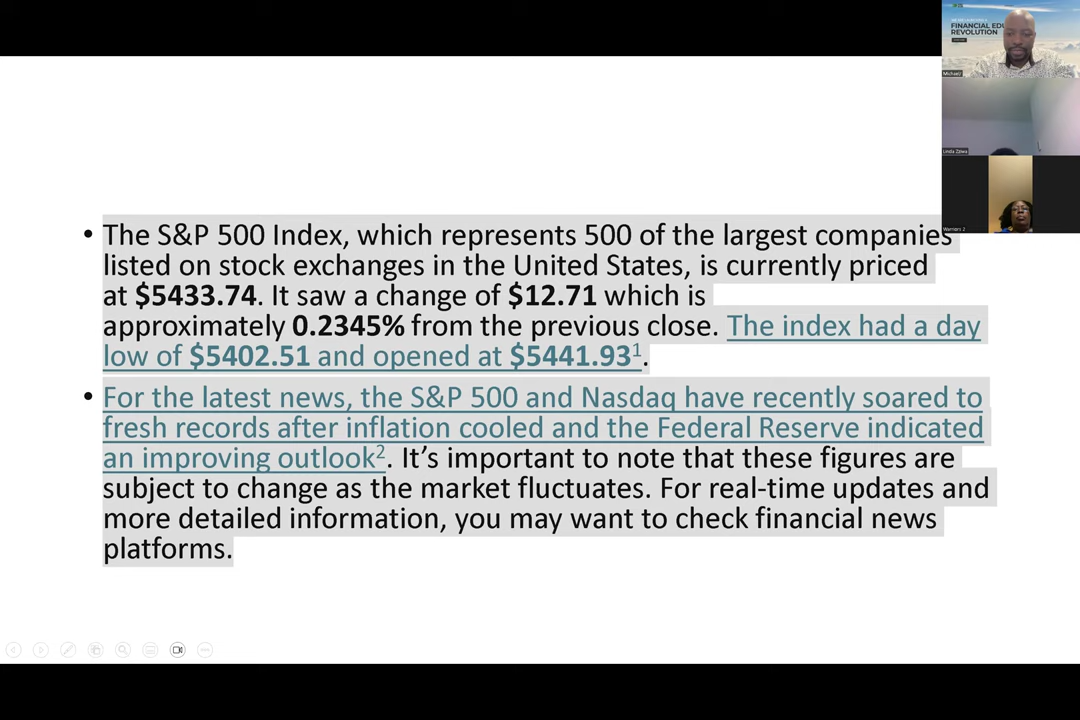 FINANCIAL EDU
REVOLUTION
Michael
Linda Zziwa
Warriors 2
• The S&P 500 Index, which represents 500 of the largest companies
listed on stock exchanges in the United States, is currently priced
at $5433.74. It saw a change of $12.71 which is
approximately 0.2345% from the previous close. The index had a day
low of $5402.51 and opened at $5441.93¹.
• For the latest news, the S&P 500 and Nasdaq have recently soared to
fresh records after inflation cooled and the Federal Reserve indicated
an improving outlook². It’s important to note that these figures are
subject to change as the market fluctuates. For real-time updates and
more detailed information, you may want to check financial news
platforms.